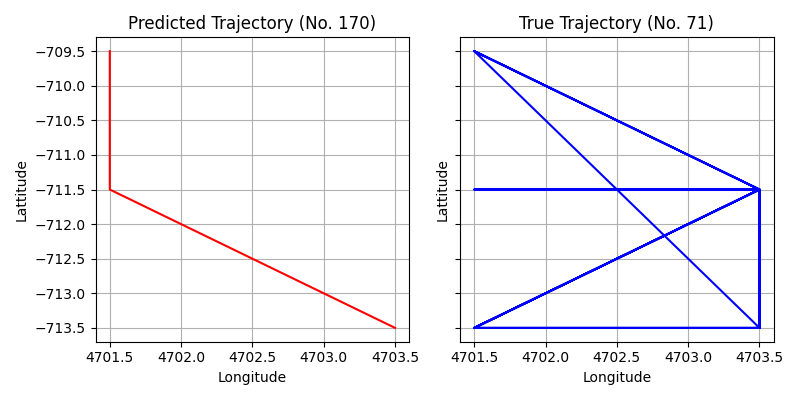 Predicted Trajectory (No. 170)
Lattitude
−709.5
−710.0
−710.5
−711.0
−711.5
−712.0
−712.5
−713.0
−713.5
4701.5 4702.0 4702.5 4703.0 4703.5
Longitude
True Trajectory (No. 71)
Lattitude
4701.5 4702.0 4702.5 4703.0 4703.5
Longitude